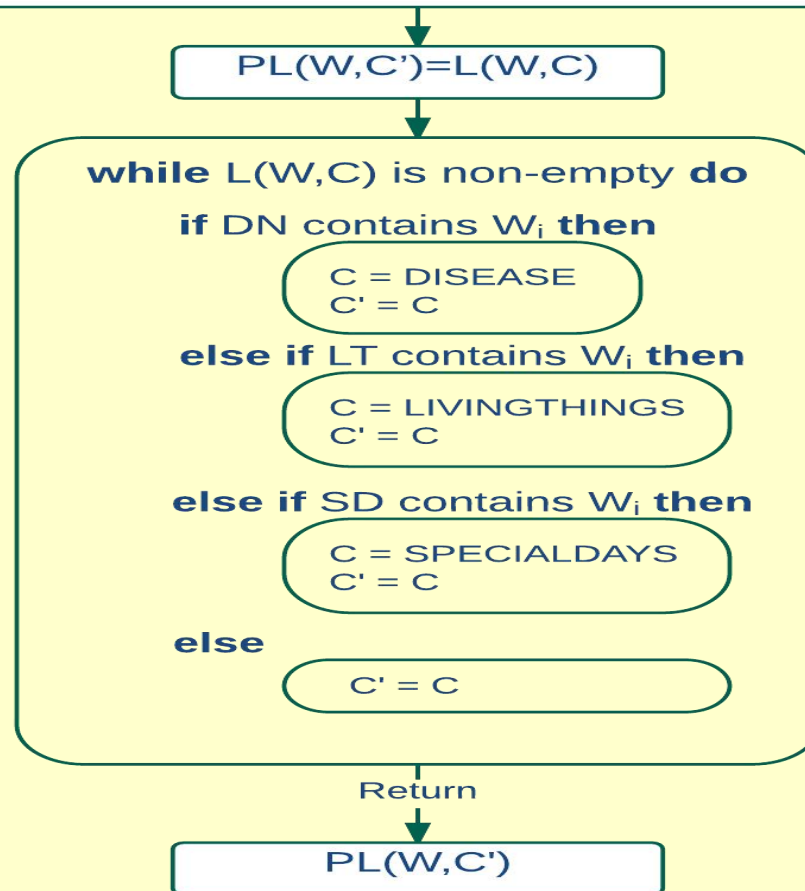 PL(W,C’)=L(W,C)
while L(W,C) is non-empty do
if DN contains Wi then
C = DISEASE
C' = C
else if LT contains Wi then
C = LIVINGTHINGS
C' = C
else if SD contains Wi then
C = SPECIALDAYS
C' = C
else
C' = C
Return
PL(W,C')